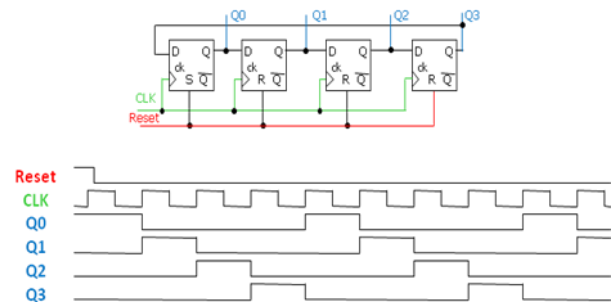 Q0 Q1 Q2 Q3
D Q D Q D Q D Q
ck ck ck ck
S Q R Q R Q R Q
CLK
Reset
Reset
CLK
Q0
Q1
Q2
Q3